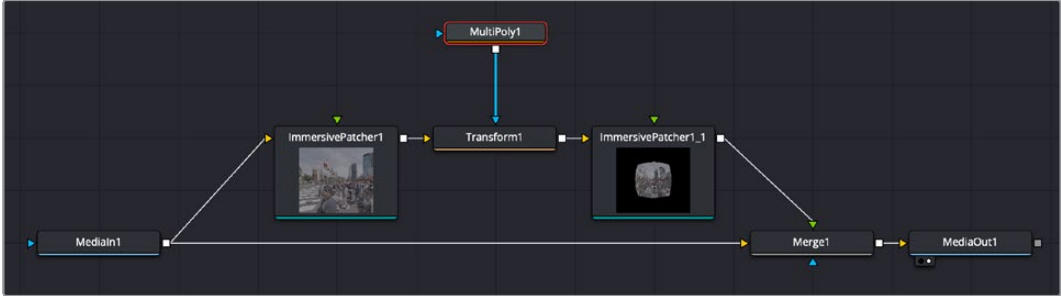 MultiPoly1
ImmersivePatcher1
Transform1
ImmersivePatcher1_1
MediaIn1
Merge1
MediaOut1